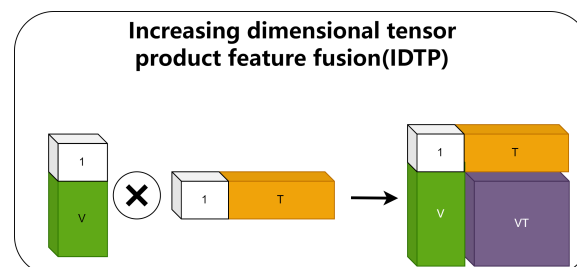 Increasing dimensional tensor
product feature fusion(IDTP)
1
V
1
T
1
T
V
VT